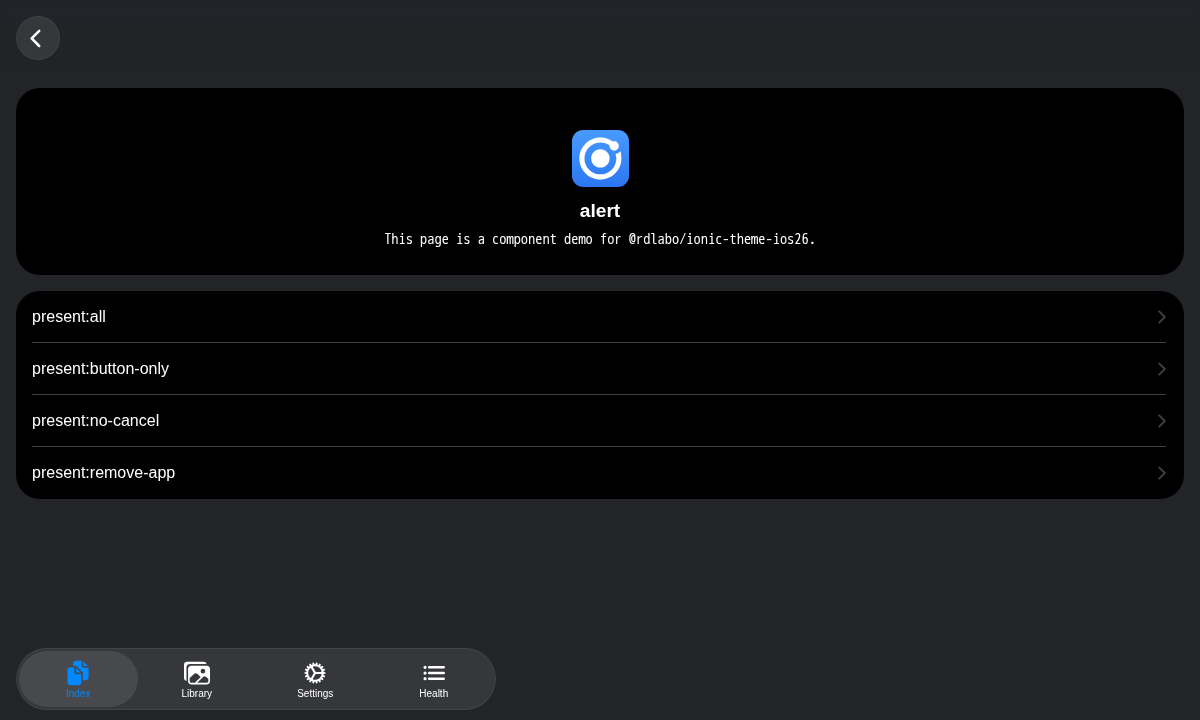 alert
This page is a component demo for @rdlabo/ionic-theme-ios26.
present:all
present:button-only
present:no-cancel
present:remove-app
Index
Library
Settings
Health